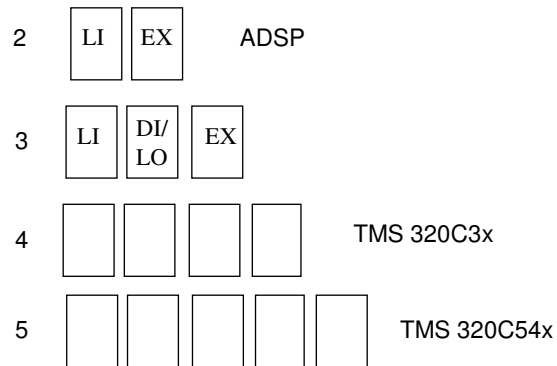 2 LI EX ADSP
3 LI DI/ EX
LO
4 TMS 320C3x
5 TMS 320C54x